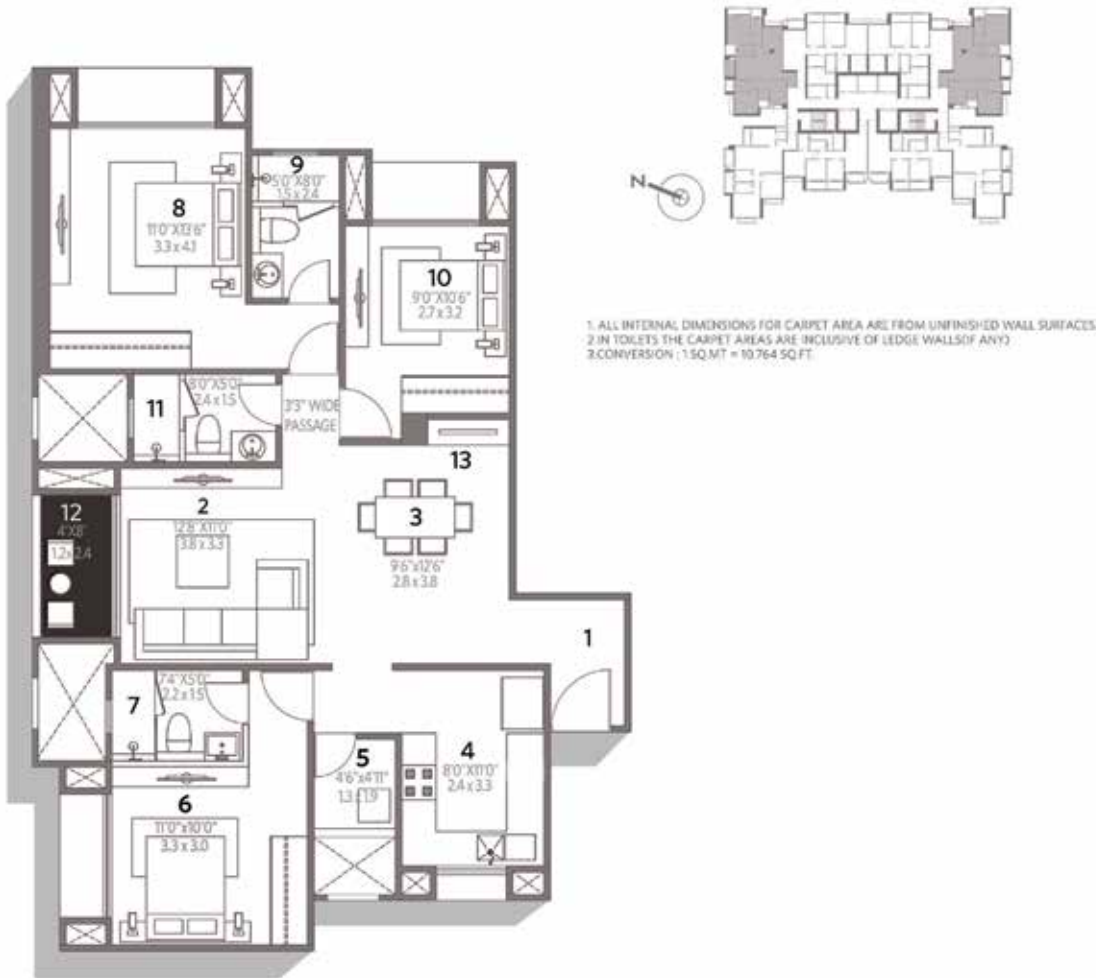 9
5'0"X8'0"
1.5 x 2.4
8
11'0"X13'6"
3.3 x 4.1
N
10
9'0"X10'6"
2.7 x 3.2
1. ALL INTERNAL DIMENSIONS FOR CARPET AREA ARE FROM UNFINISHED WALL SURFACES.
2 IN TOILETS THE CARPET AREAS ARE INCLUSIVE OF LEDGE WALLS(IF ANY)
3.CONVERSION : 1 SQ.MT = 10.764 SQ.FT.
11
8'0"X5'0"
2.4 x 1.5
3'3" WIDE
PASSAGE
13
2
12'8"X11'0"
3.8 x 3.3
3
9'6"x12'6"
2.8 x 3.8
12
4'X8'
1.2x2.4
1
7
7'4"X5'0"
2.2 x 1.5
5
4'6"x4'11"
1.3 x 1.9
4
8'0"X11'0"
2.4 x 3.3
6
11'0"x10'0"
3.3 x 3.0